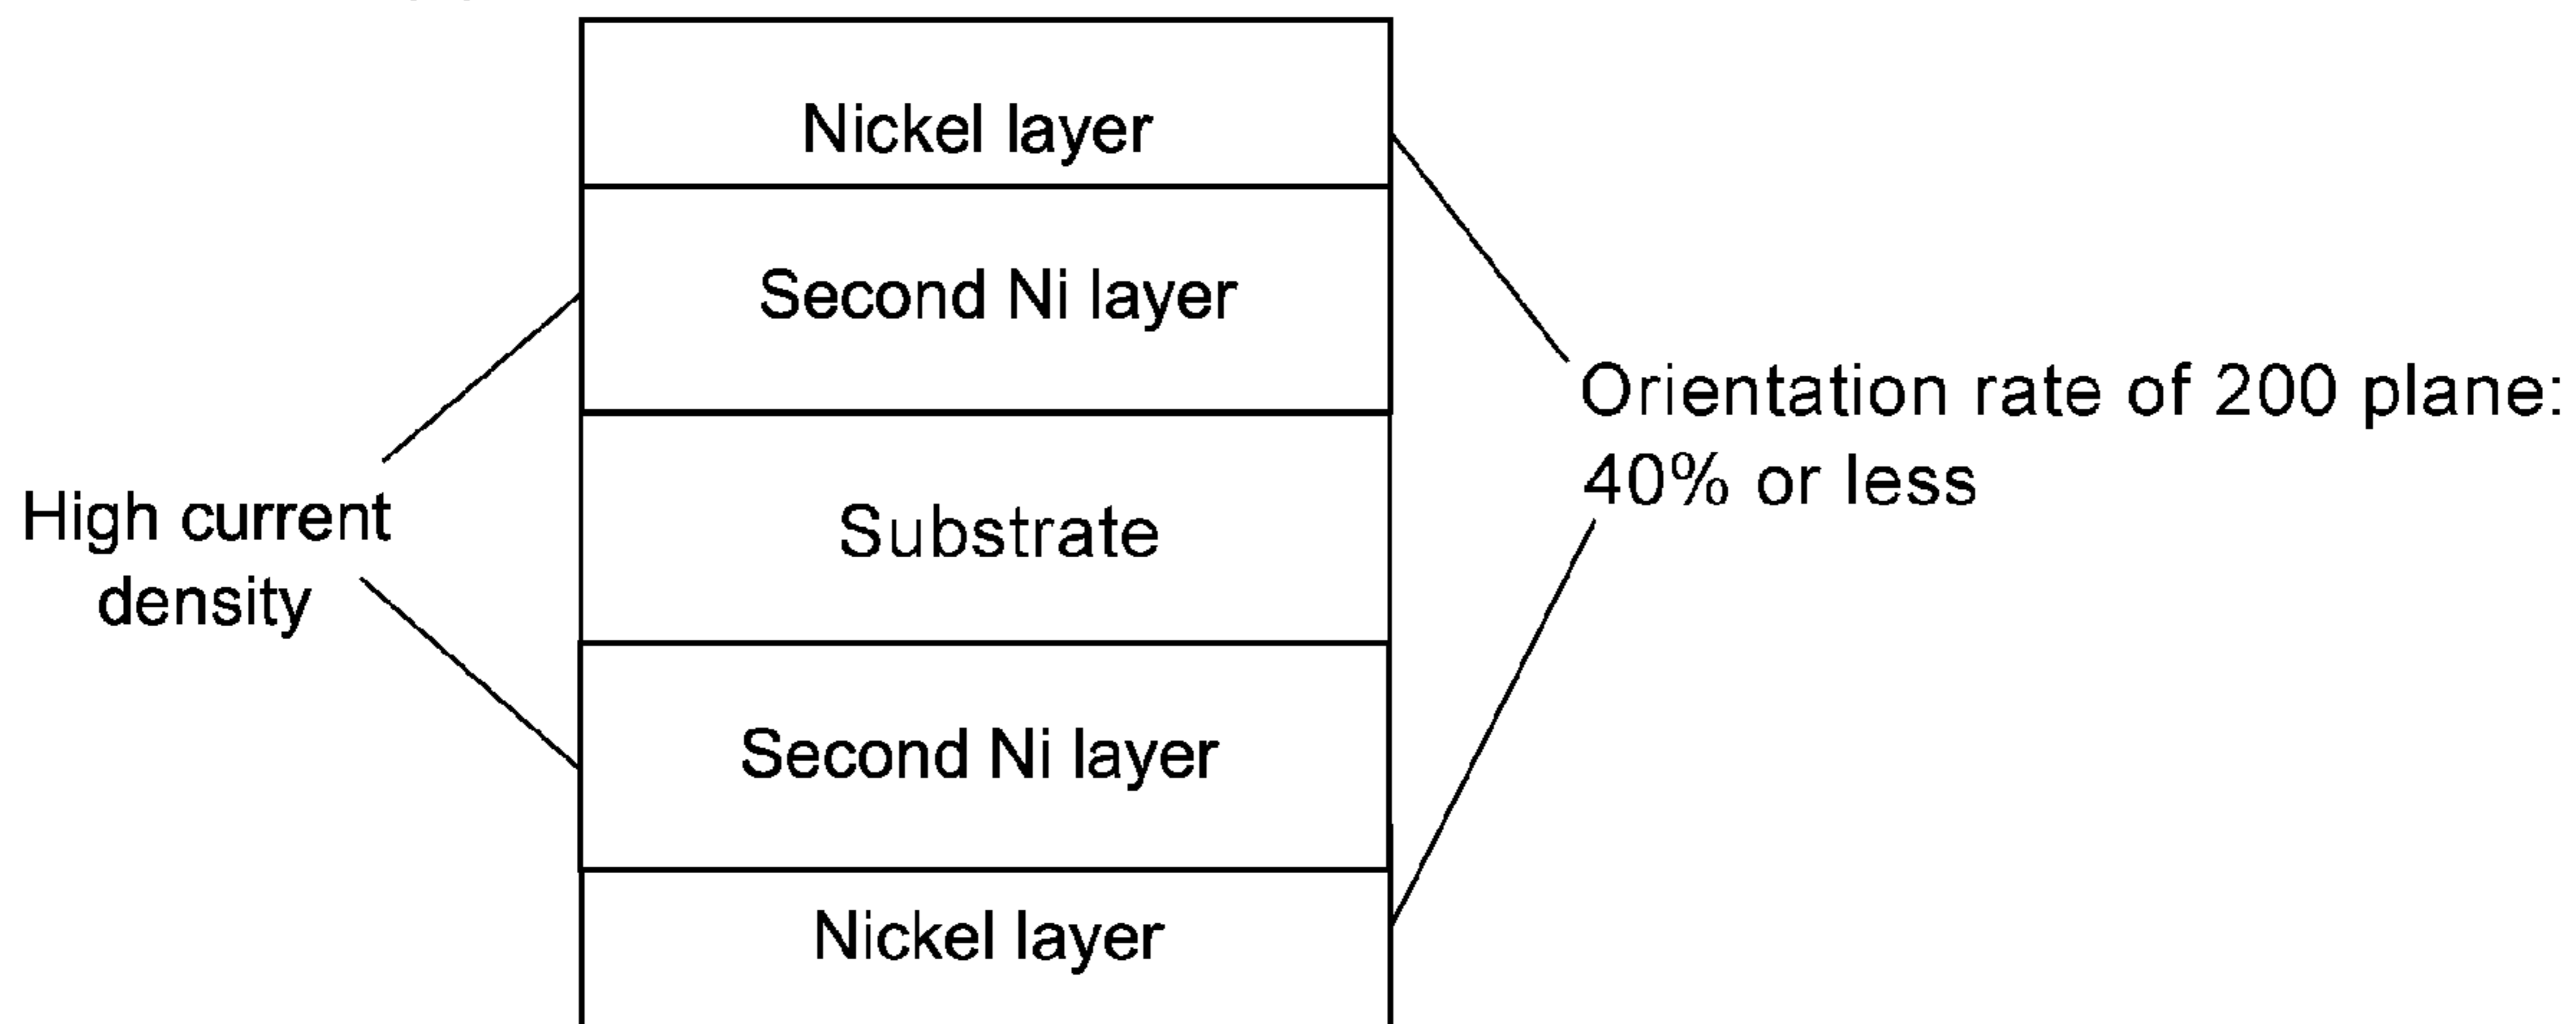 Nickel layer
Second Ni layer
Orientation rate of 200 plane:
40% or less
High current
density
Substrate
Second Ni layer
Nickel layer